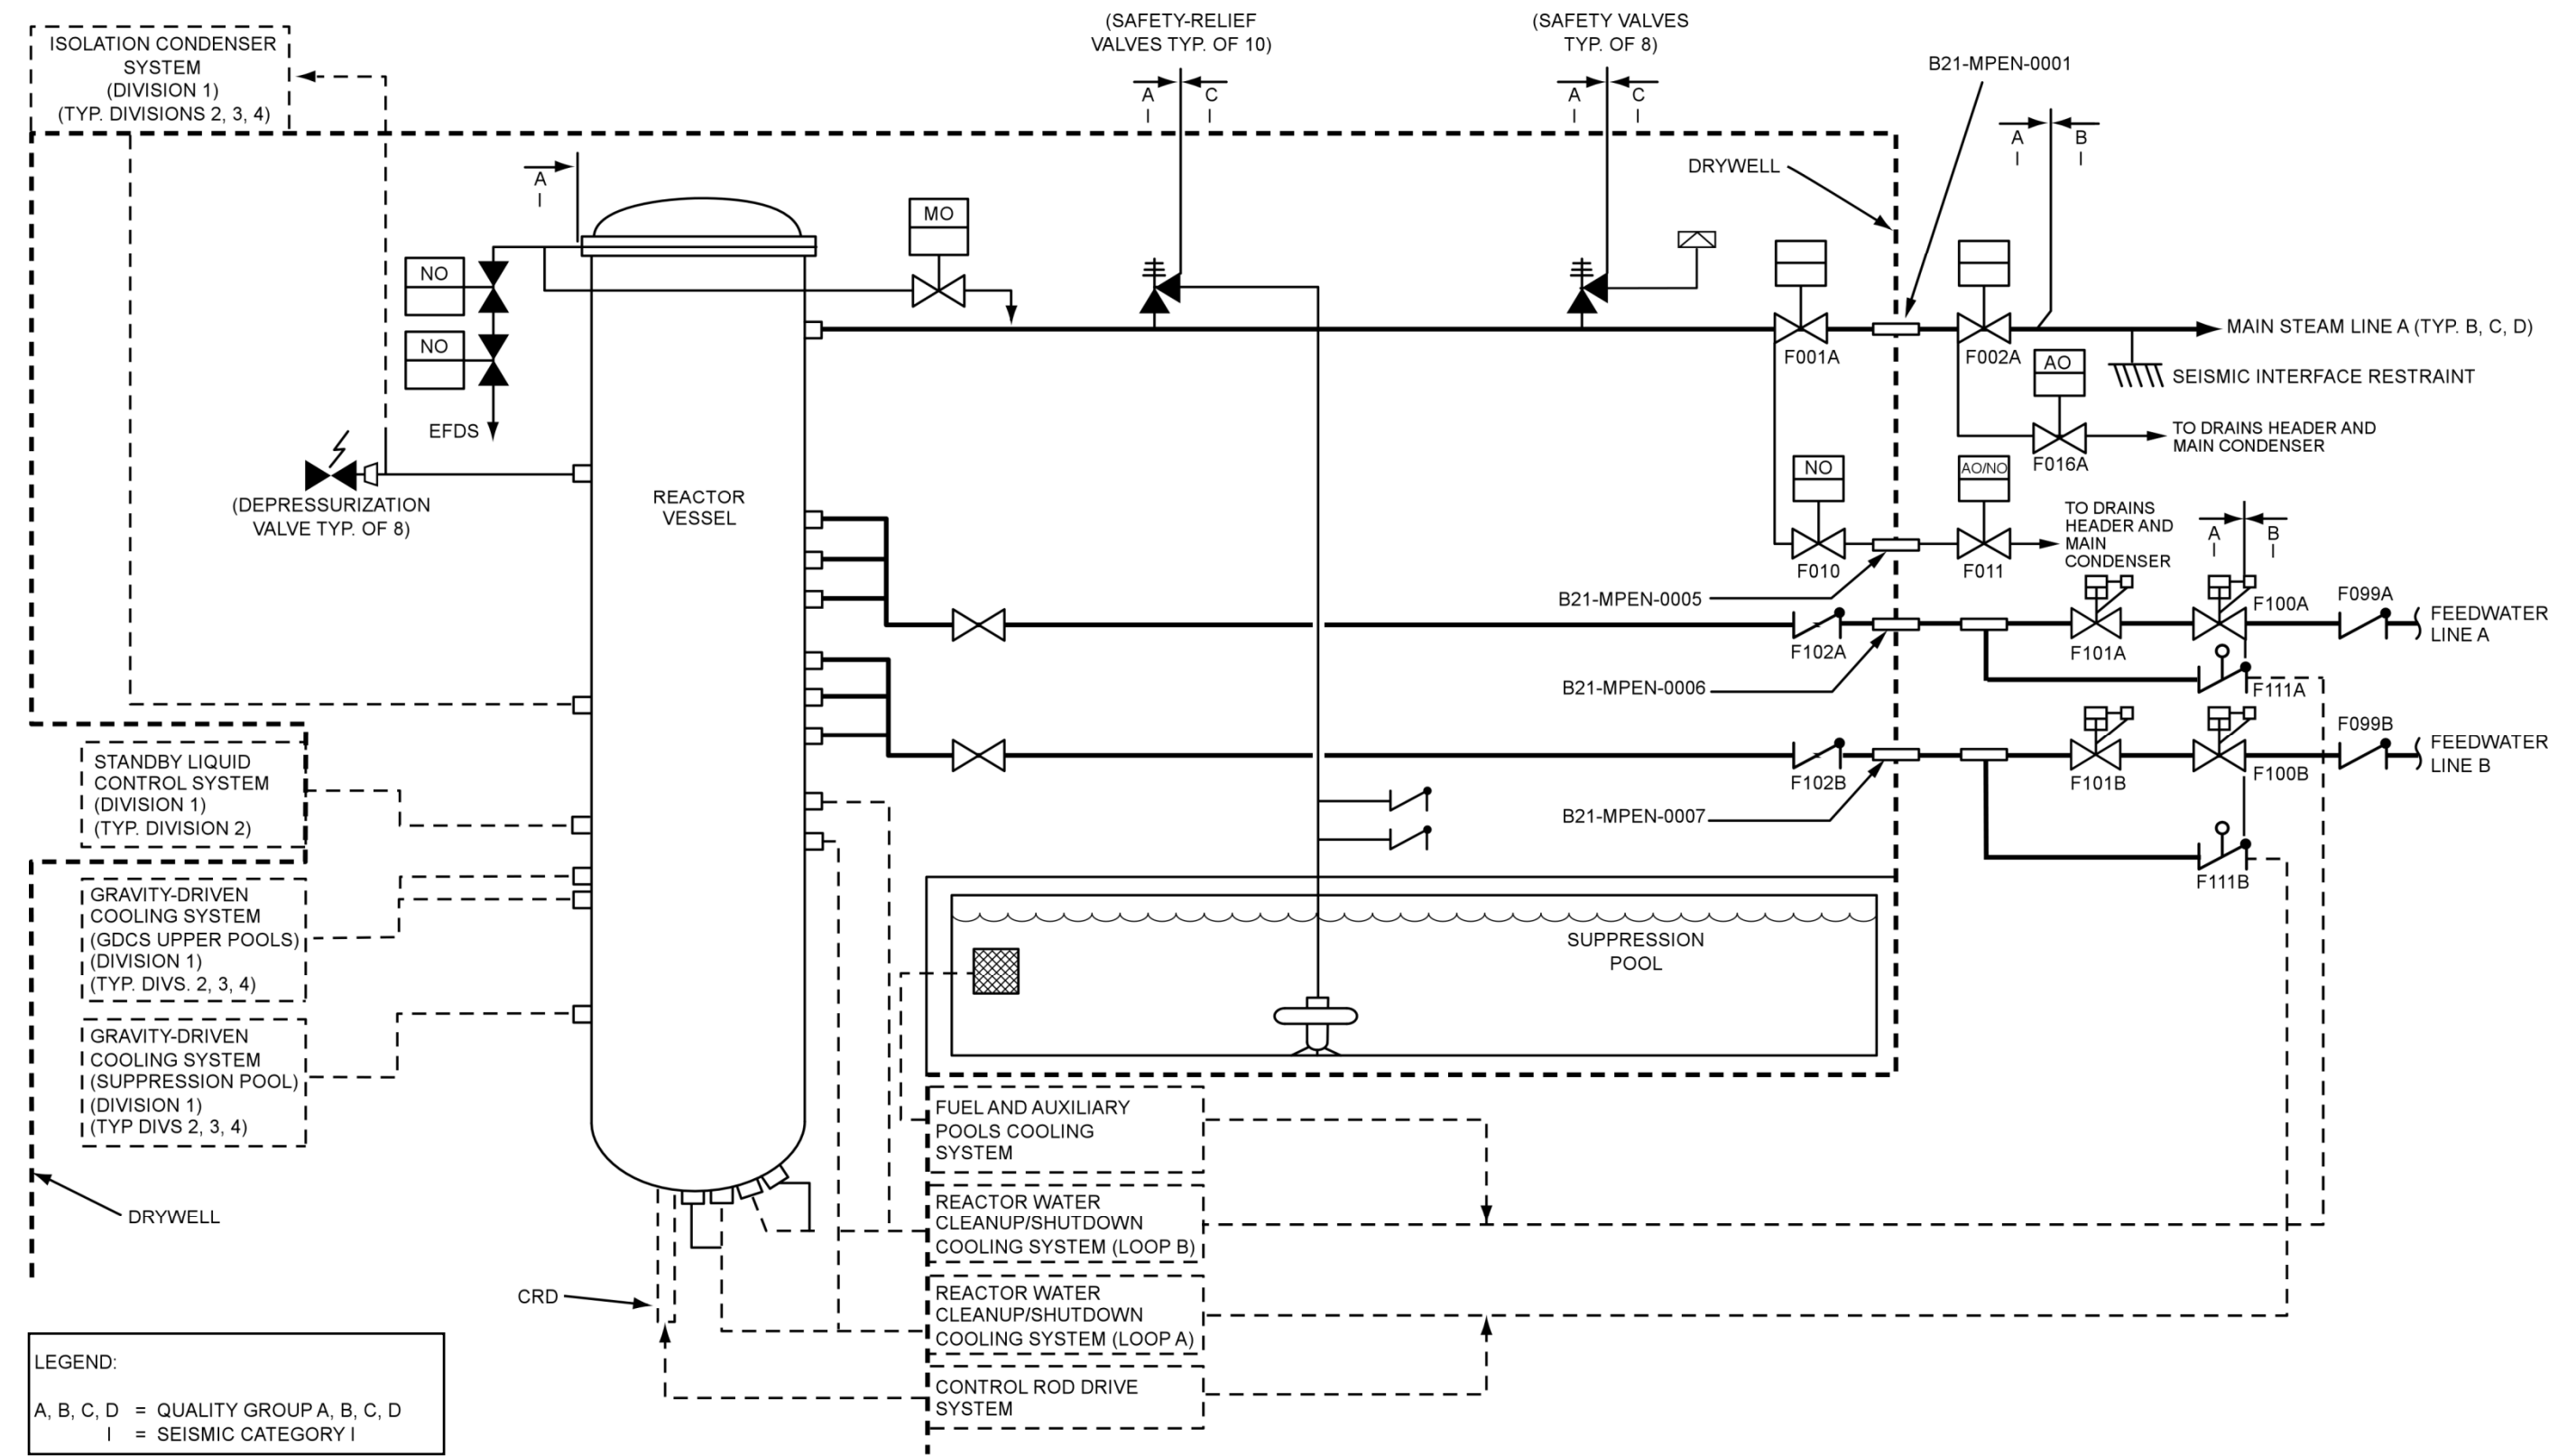 ISOLATION CONDENSER
SYSTEM
(DIVISION 1)
(TYP. DIVISIONS 2, 3, 4)
(SAFETY-RELIEF
VALVES TYP. OF 10)
A C
I I
(SAFETY VALVES
TYP. OF 8)
A C
I I
B21-MPEN-0001
A B
I I
DRYWELL
A
I
MO
NO
NO
EFDS
(DEPRESSURIZATION
VALVE TYP. OF 8)
REACTOR
VESSEL
F001A
F002A
MAIN STEAM LINE A (TYP. B, C, D)
AO
SEISMIC INTERFACE RESTRAINT
TO DRAINS HEADER AND
MAIN CONDENSER
F016A
NO
AO/NO
F010
F011
TO DRAINS
HEADER AND
MAIN
CONDENSER
A B
I I
B21-MPEN-0005
F102A
B21-MPEN-0006
F101A
F100A
F099A
FEEDWATER
LINE A
F111A
F102B
B21-MPEN-0007
F101B
F100B
F099B
FEEDWATER
LINE B
F111B
STANDBY LIQUID
CONTROL SYSTEM
(DIVISION 1)
(TYP. DIVISION 2)
GRAVITY-DRIVEN
COOLING SYSTEM
(GDCS UPPER POOLS)
(DIVISION 1)
(TYP. DIVS. 2, 3, 4)
GRAVITY-DRIVEN
COOLING SYSTEM
(SUPPRESSION POOL)
(DIVISION 1)
(TYP DIVS 2, 3, 4)
SUPPRESSION
POOL
DRYWELL
FUEL AND AUXILIARY
POOLS COOLING
SYSTEM
REACTOR WATER
CLEANUP/SHUTDOWN
COOLING SYSTEM (LOOP B)
REACTOR WATER
CLEANUP/SHUTDOWN
COOLING SYSTEM (LOOP A)
CONTROL ROD DRIVE
SYSTEM
CRD
LEGEND:
A, B, C, D = QUALITY GROUP A, B, C, D
I = SEISMIC CATEGORY I